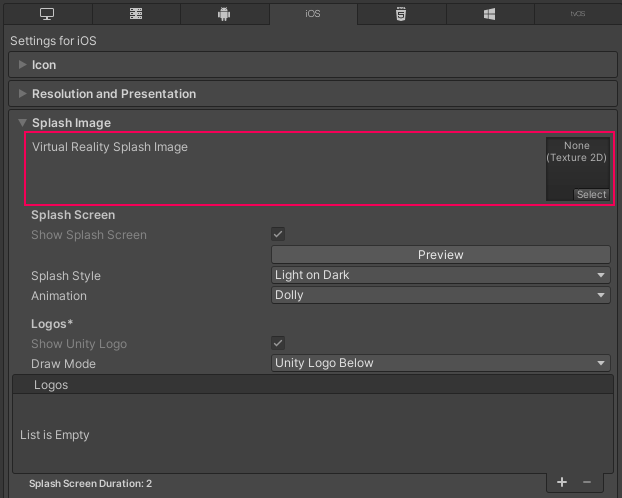 iOS
tvOS
Settings for iOS
Icon
Resolution and Presentation
Splash Image
Virtual Reality Splash Image
None
(Texture 2D)
Select
Splash Screen
Show Splash Screen
Preview
Splash Style
Light on Dark
Animation
Dolly
Logos*
Show Unity Logo
Draw Mode
Unity Logo Below
Logos
List is Empty
Splash Screen Duration: 2